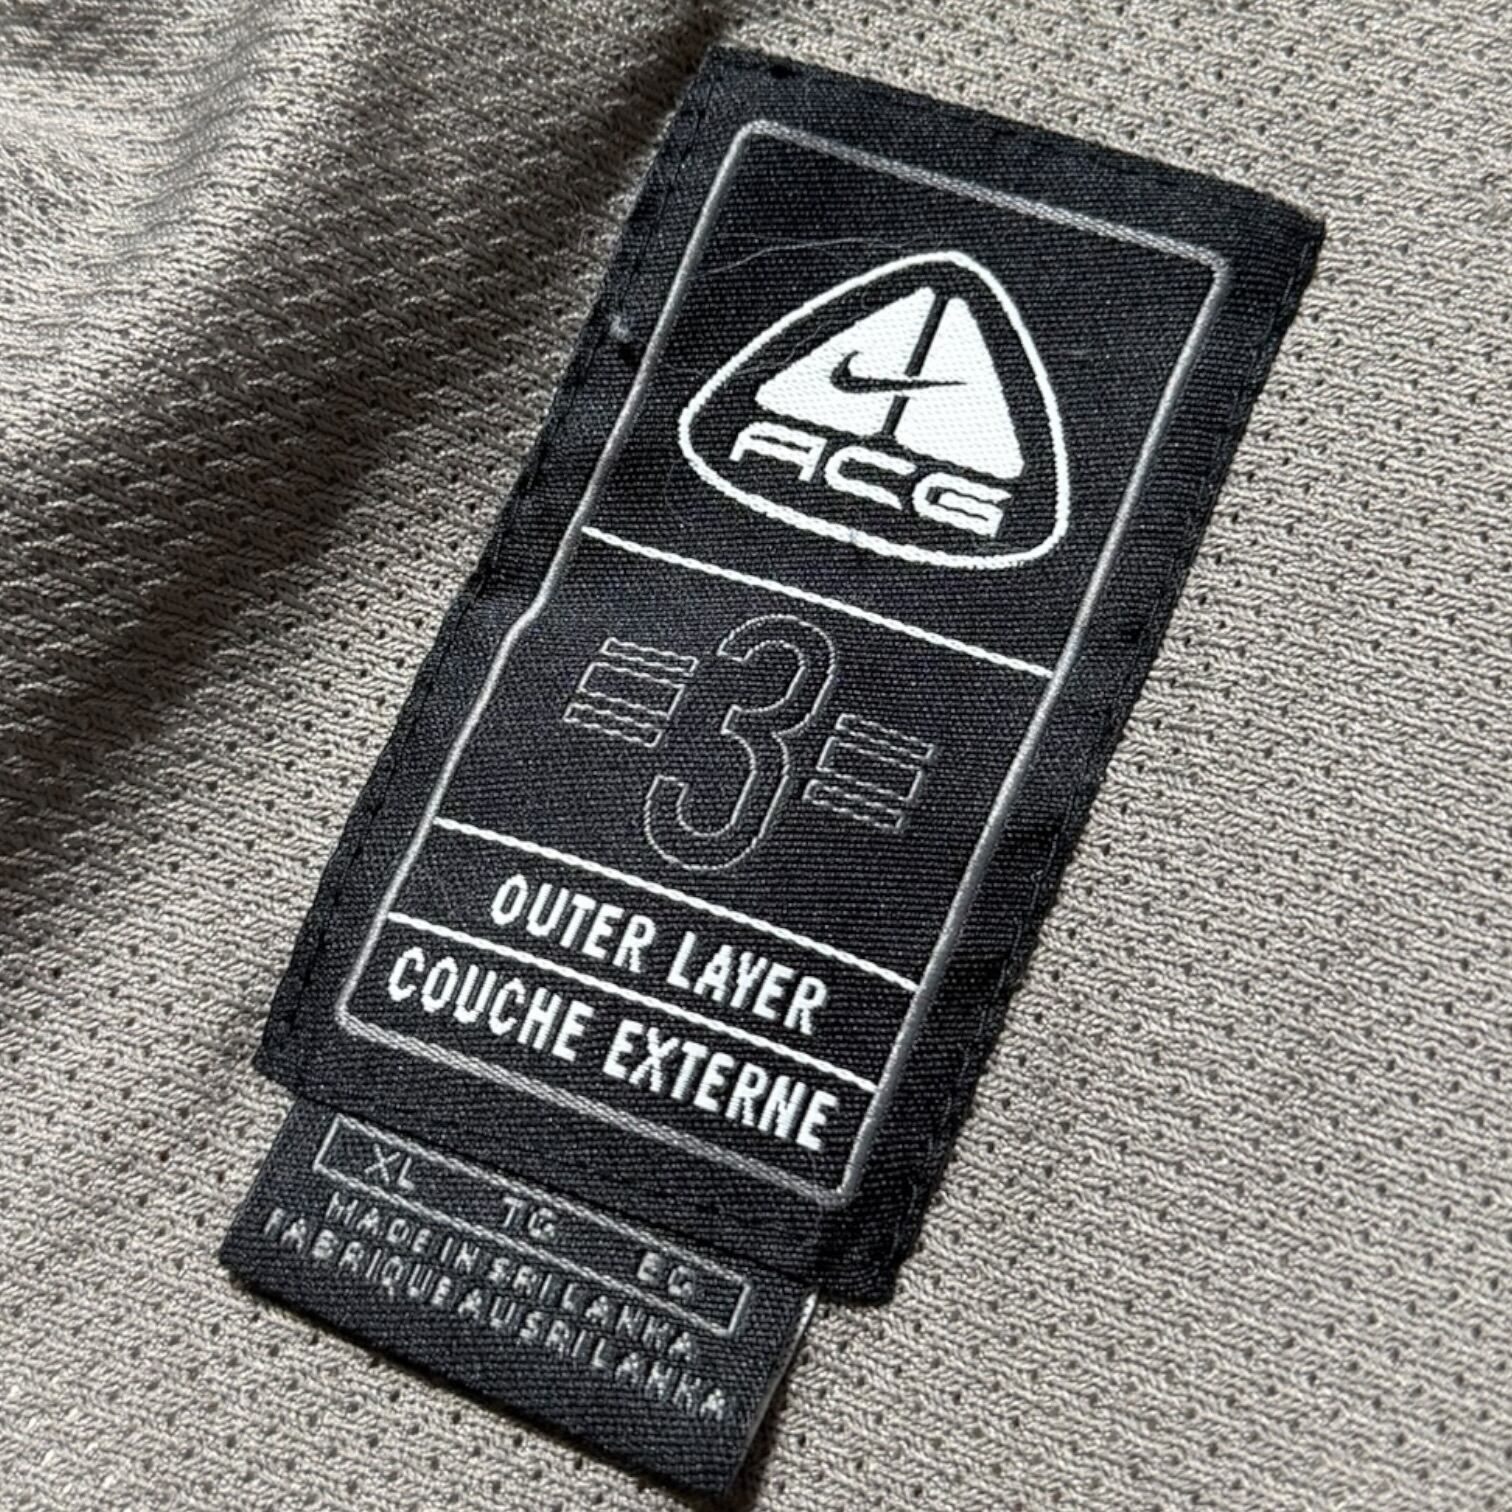 ACG
3
OUTER LAYER
COUCHE EXTERNE
XL TG EG
MADE IN SRI LANKA
FABRIQUE AU SRI LANKA